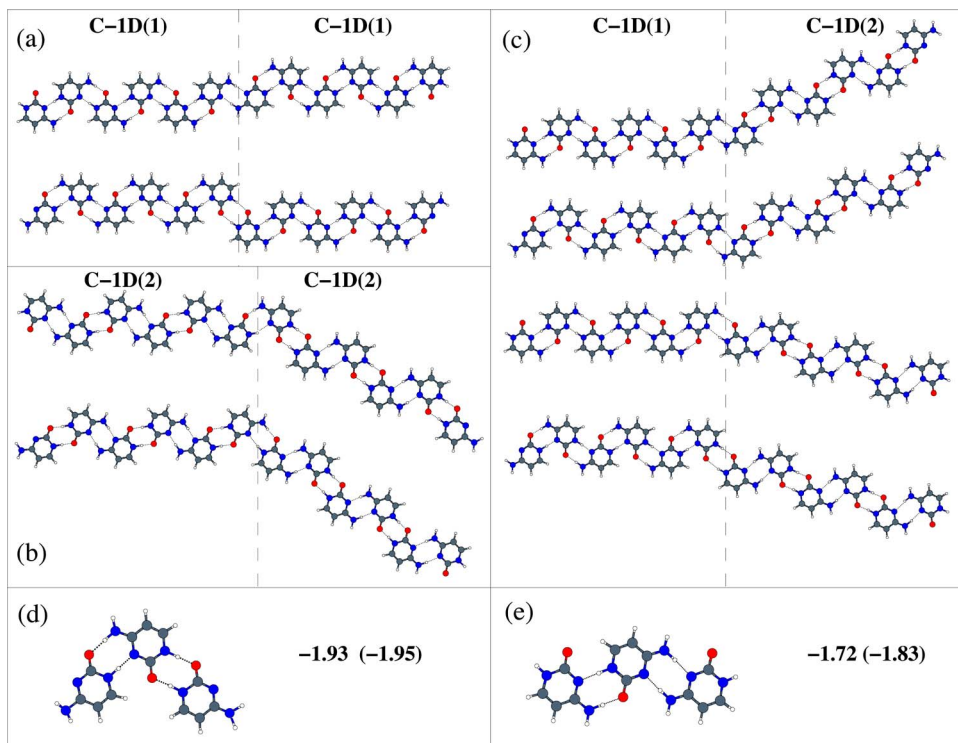 (a)
C−1D(1)
C−1D(1)
(b)
C−1D(2)
C−1D(2)
(c)
C−1D(1)
C−1D(2)
(d)
−1.93 (−1.95)
(e)
−1.72 (−1.83)